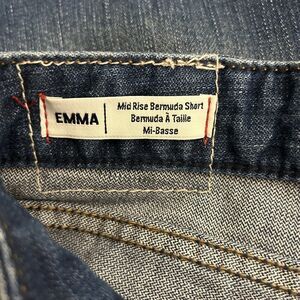 EMMA
Mid Rise Bermuda Short
Bermuda À Taille
Mi-Basse